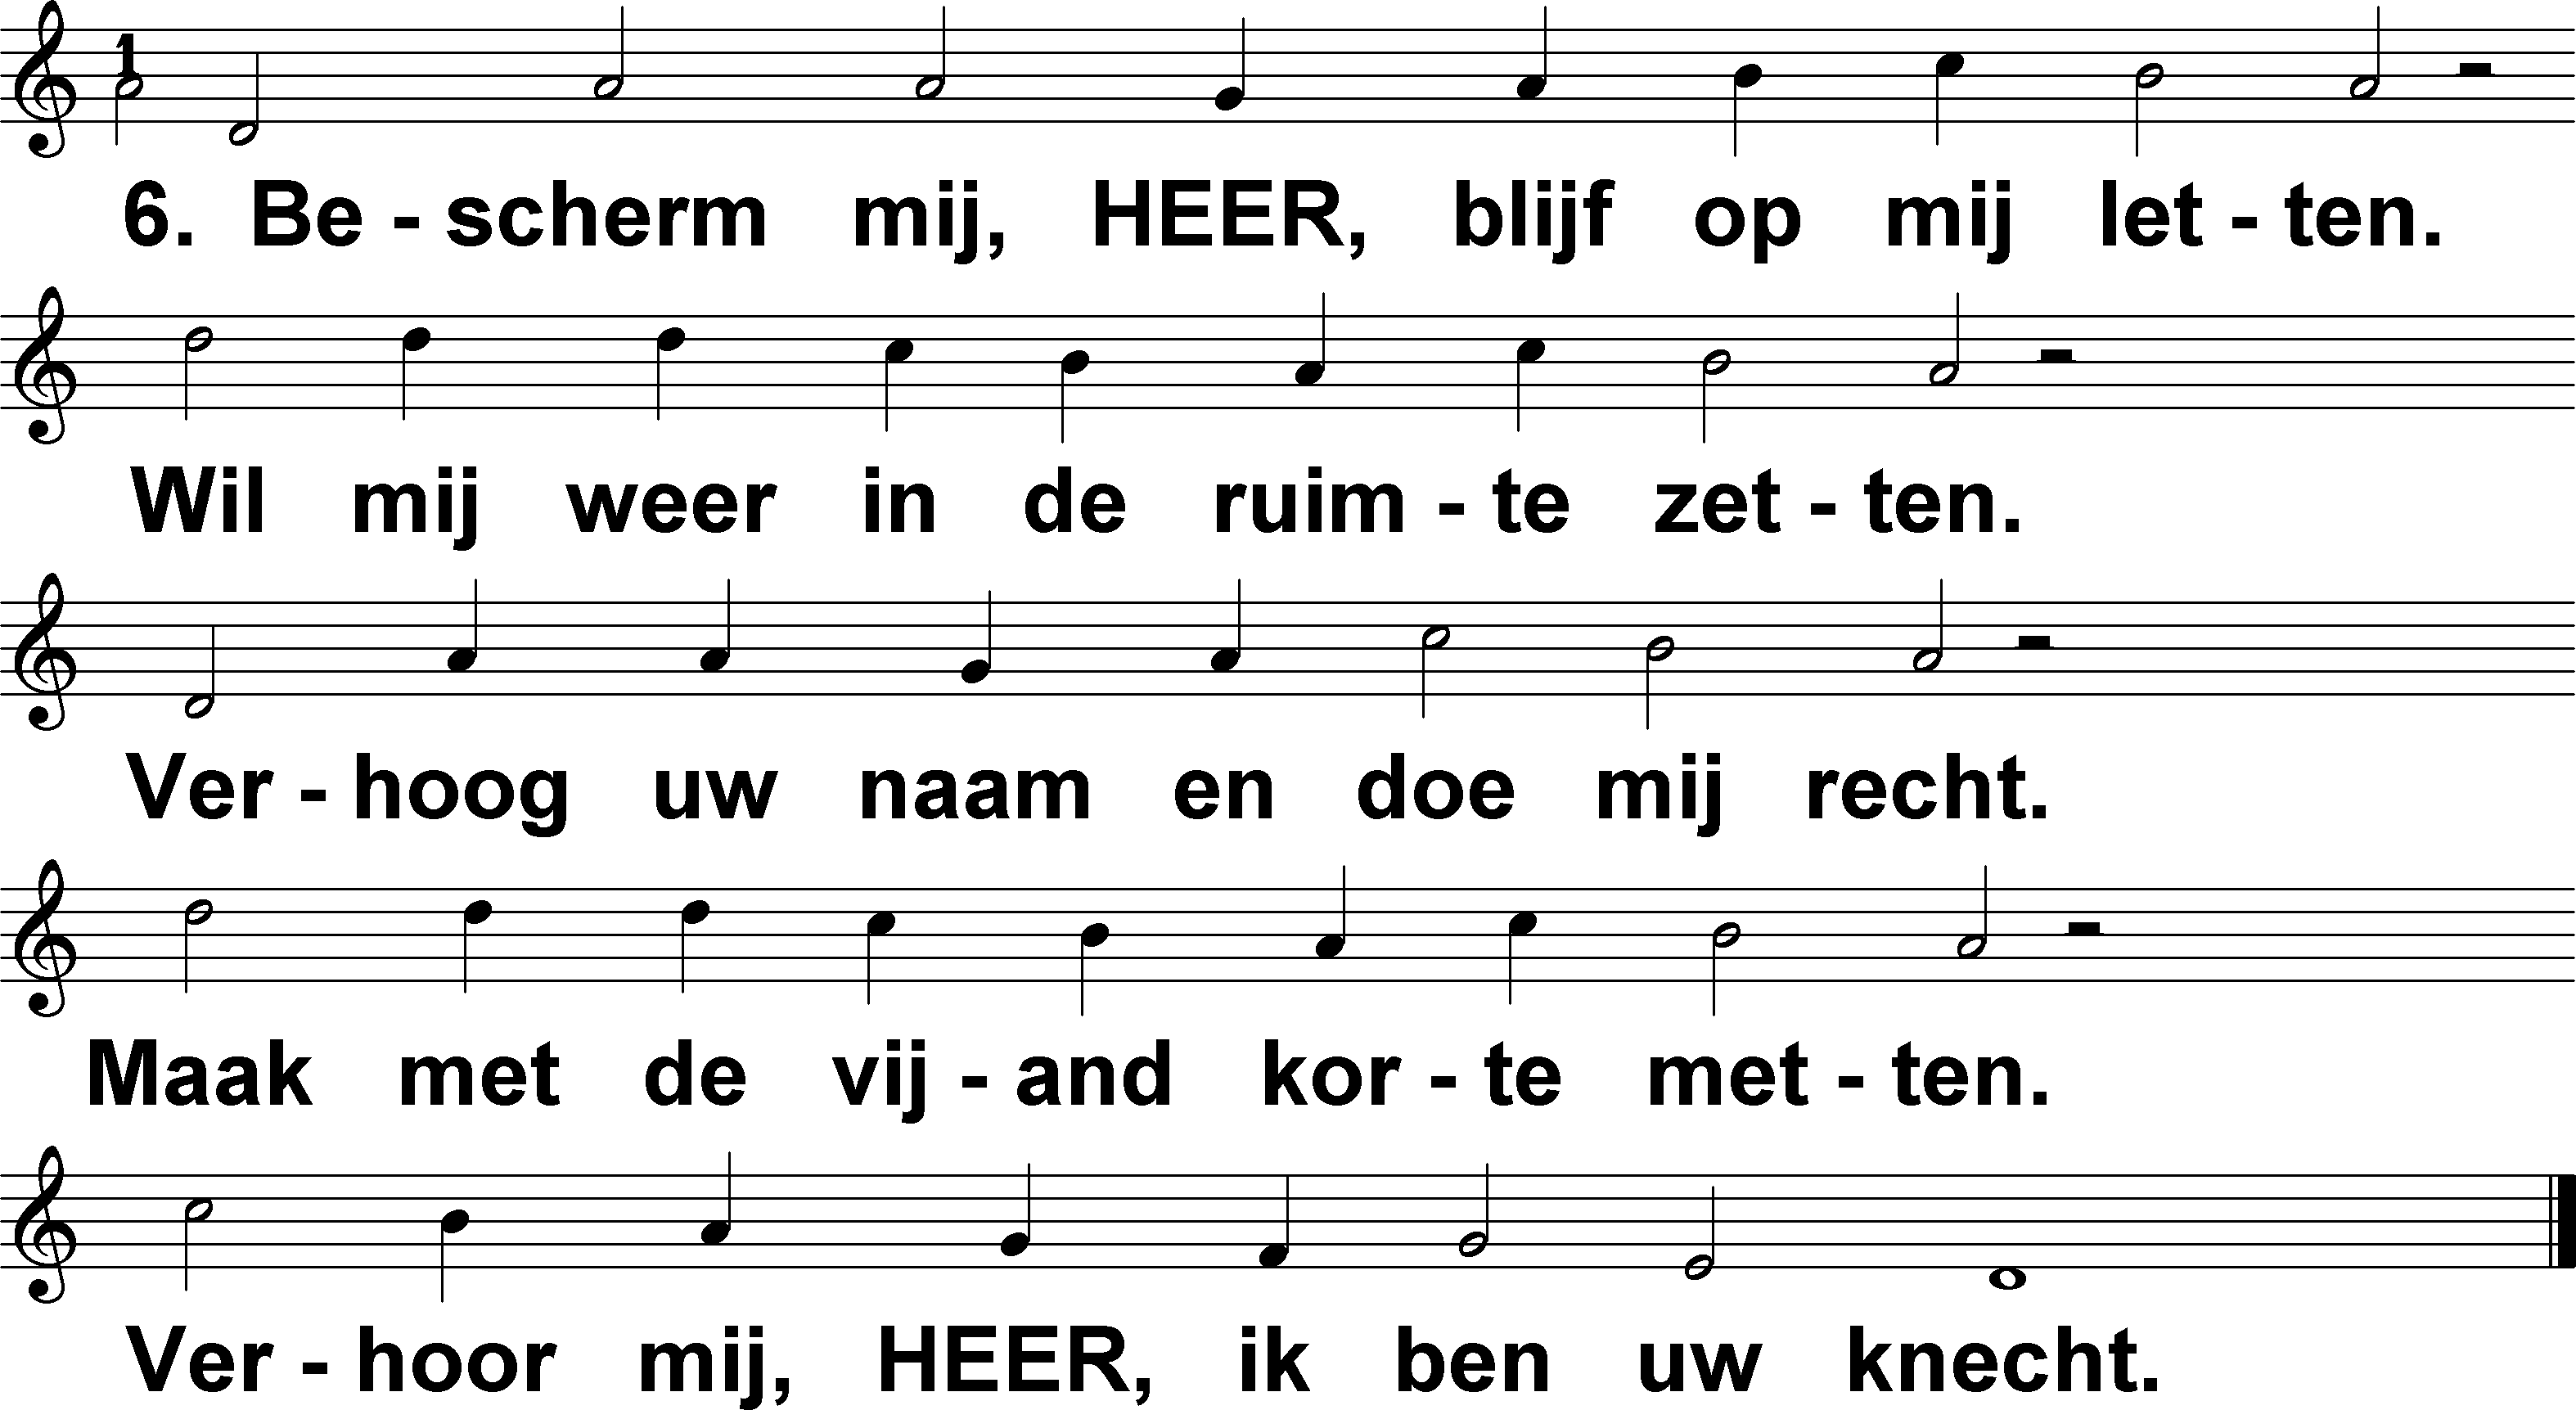 1
6. Be - scherm mij, HEER, blijf op mij let - ten.
Wil mij weer in de ruim - te zet - ten.
Ver - hoog uw naam en doe mij recht.
Maak met de vij - and kor - te met - ten.
Ver - hoor mij, HEER, ik ben uw knecht.